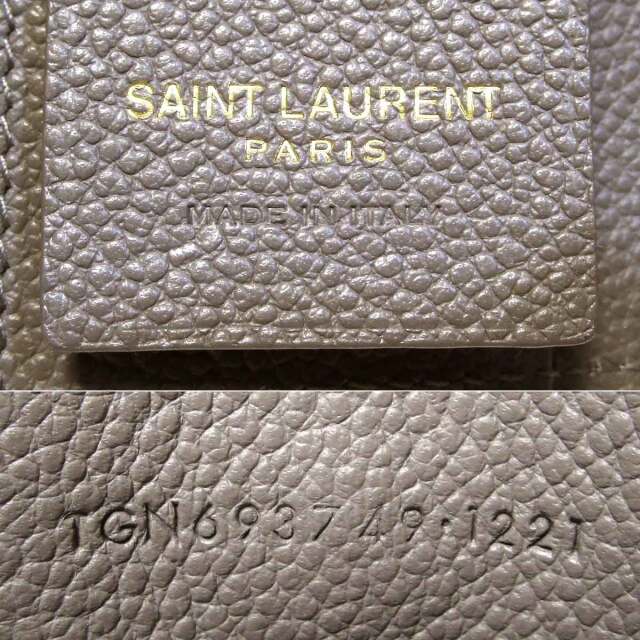 SAINT LAURENT
PARIS
MADE IN ITALY
TGN693749·1221